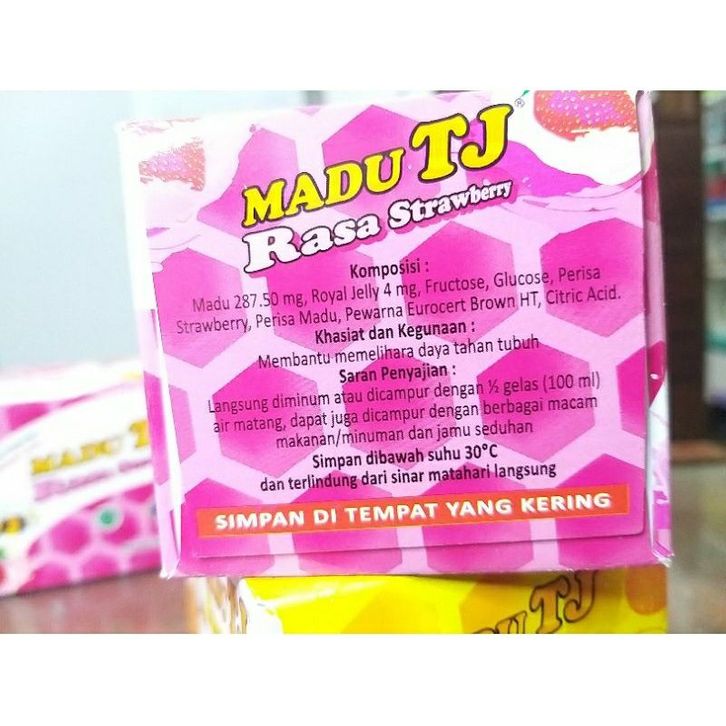 MADU TJ®
Rasa Strawberry
Komposisi :
Madu 287.50 mg, Royal Jelly 4 mg, Fructose, Glucose, Perisa
Strawberry, Perisa Madu, Pewarna Eurocert Brown HT, Citric Acid.
Khasiat dan Kegunaan :
Membantu memelihara daya tahan tubuh
Saran Penyajian :
Langsung diminum atau dicampur dengan ½ gelas (100 ml)
air matang, dapat juga dicampur dengan berbagai macam
makanan/minuman dan jamu seduhan
Simpan dibawah suhu 30°C
dan terlindung dari sinar matahari langsung
SIMPAN DI TEMPAT YANG KERING
MADU TJ
TJ